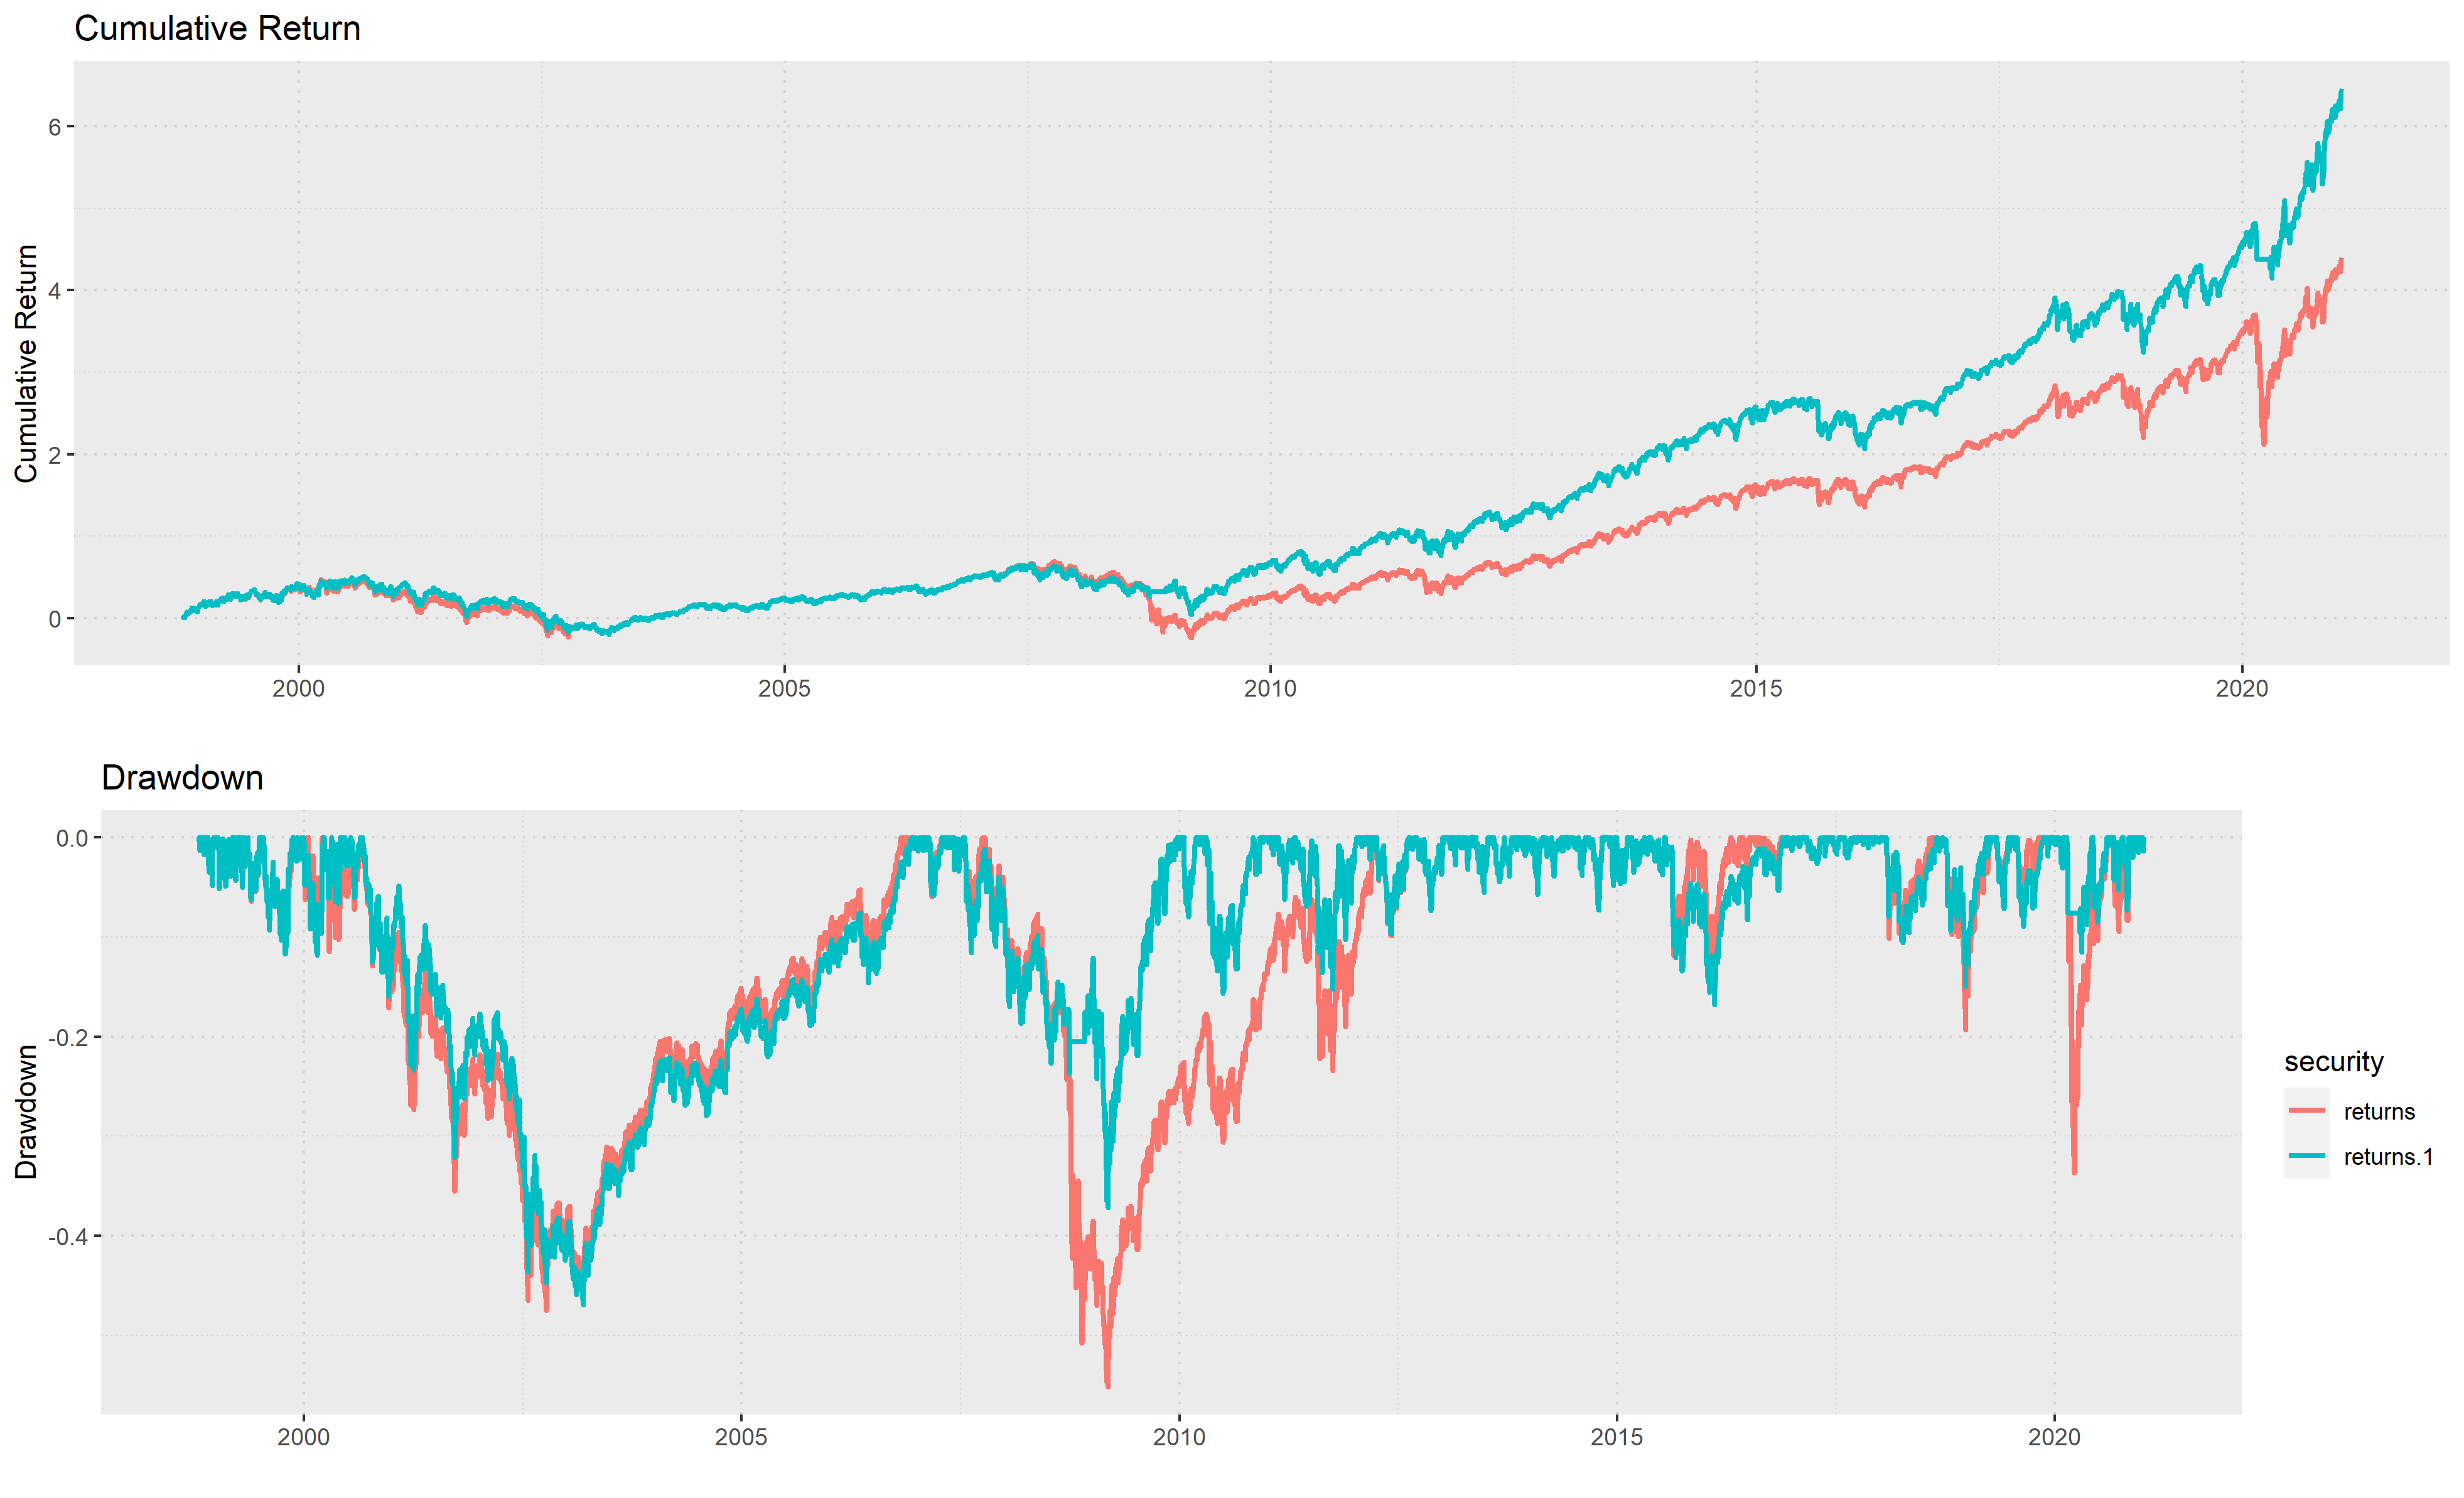 Cumulative Return
Cumulative Return
6
4
2
0
2000 2005 2010 2015 2020
Drawdown
Drawdown
0.0
-0.2
-0.4
2000 2005 2010 2015 2020
security
returns
returns.1